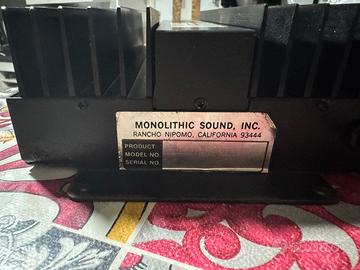 MONOLITHIC SOUND, INC.
RANCHO NIPOMO, CALIFORNIA 93444
PRODUCT
MODEL NO.
SERIAL NO.